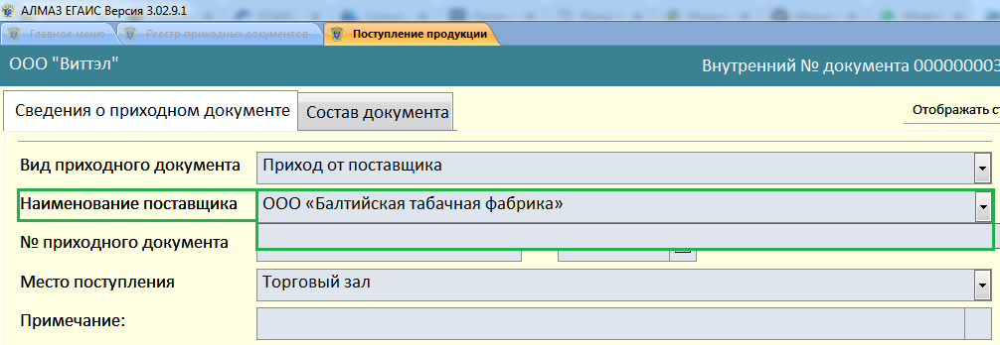 АЛМАЗ ЕГАИС Версия 3.02.9.1
Главное меню Реестр приходных документов Поступление продукции
ООО "Виттэл" Внутренний № документа 000000003
Сведения о приходном документе Состав документа Отображать ст
Вид приходного документа Приход от поставщика
Наименование поставщика ООО «Балтийская табачная фабрика»
№ приходного документа
Место поступления Торговый зал
Примечание: